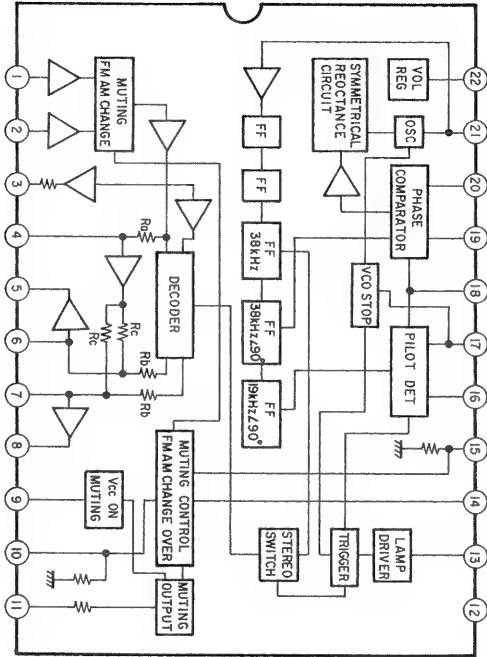 22
21
20
19
18
17
16
15
14
13
12
VOL
REG
OSC
SYMMETRICAL
REOCTANCE
CIRCUIT
PHASE
COMPARATOR
VCO STOP
PILOT DET
LAMP
DRIVER
TRIGGER
STEREO
SWITCH
FF
FF
FF
38kHz
FF
38kHz∠90°
FF
19kHz∠90°
MUTING
FM AM CHANGE
Ra
DECODER
Rc
Rc
Rb
Rb
MUTING CONTROL
FM AM CHANGE OVER
Vcc ON
MUTING
MUTING
OUTPUT
1
2
3
4
5
6
7
8
9
10
11